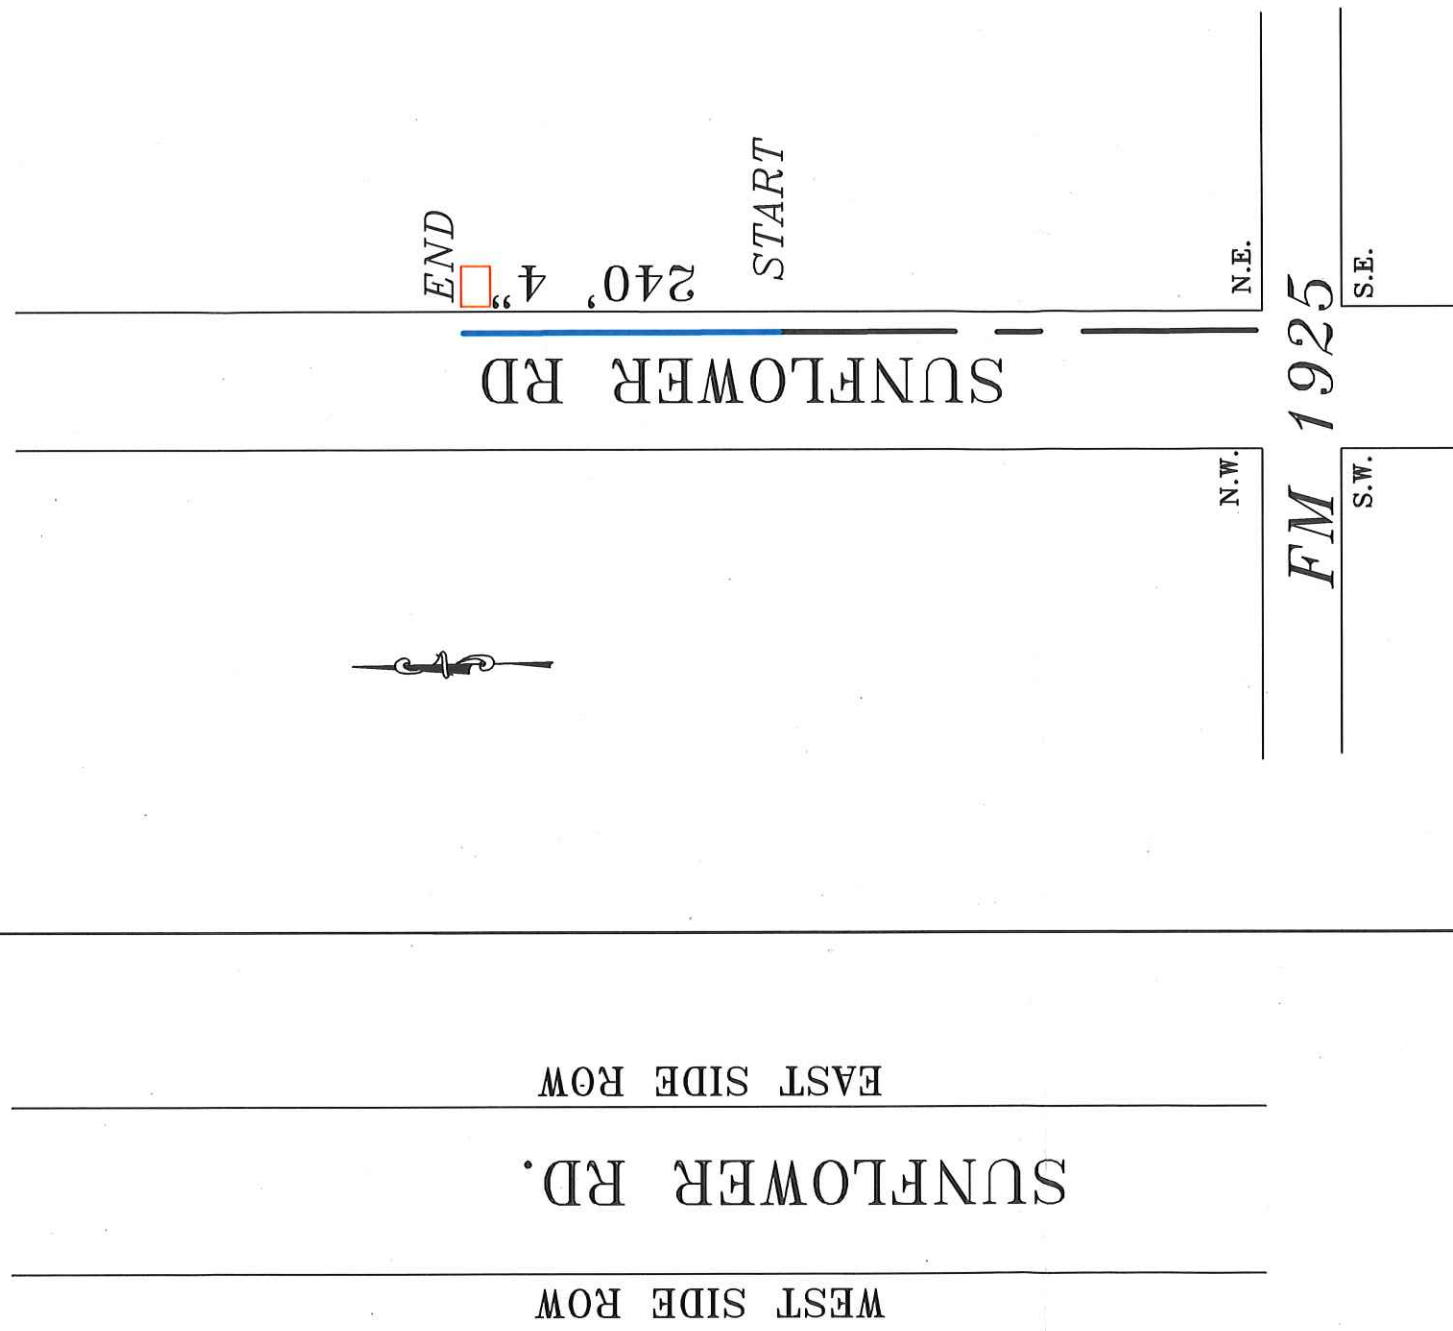 END
START
240' 4"
SUNFLOWER RD
N.E.
S.E.
FM 1925
N.W.
S.W.
EAST SIDE ROW
SUNFLOWER RD.
WEST SIDE ROW